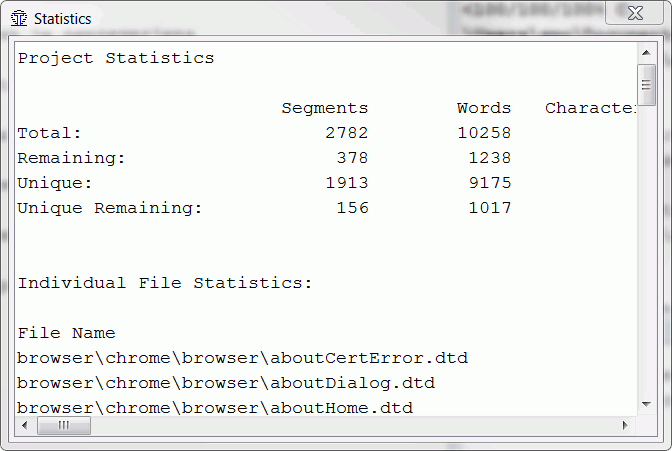 Statistics
Project Statistics
Segments Words Character
Total: 2782 10258
Remaining: 378 1238
Unique: 1913 9175
Unique Remaining: 156 1017
Individual File Statistics:
File Name
browser\chrome\browser\aboutCertError.dtd
browser\chrome\browser\aboutDialog.dtd
browser\chrome\browser\aboutHome.dtd